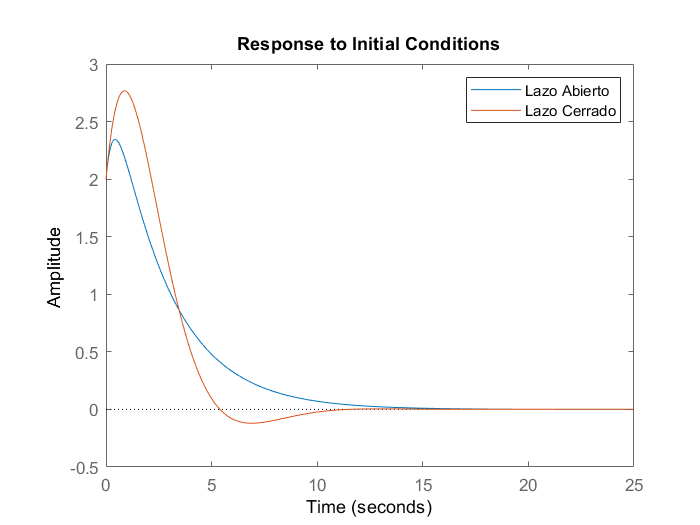 Response to Initial Conditions
Lazo Abierto
Lazo Cerrado
Amplitude
3
2.5
2
1.5
1
0.5
0
-0.5
0 5 10 15 20 25
Time (seconds)